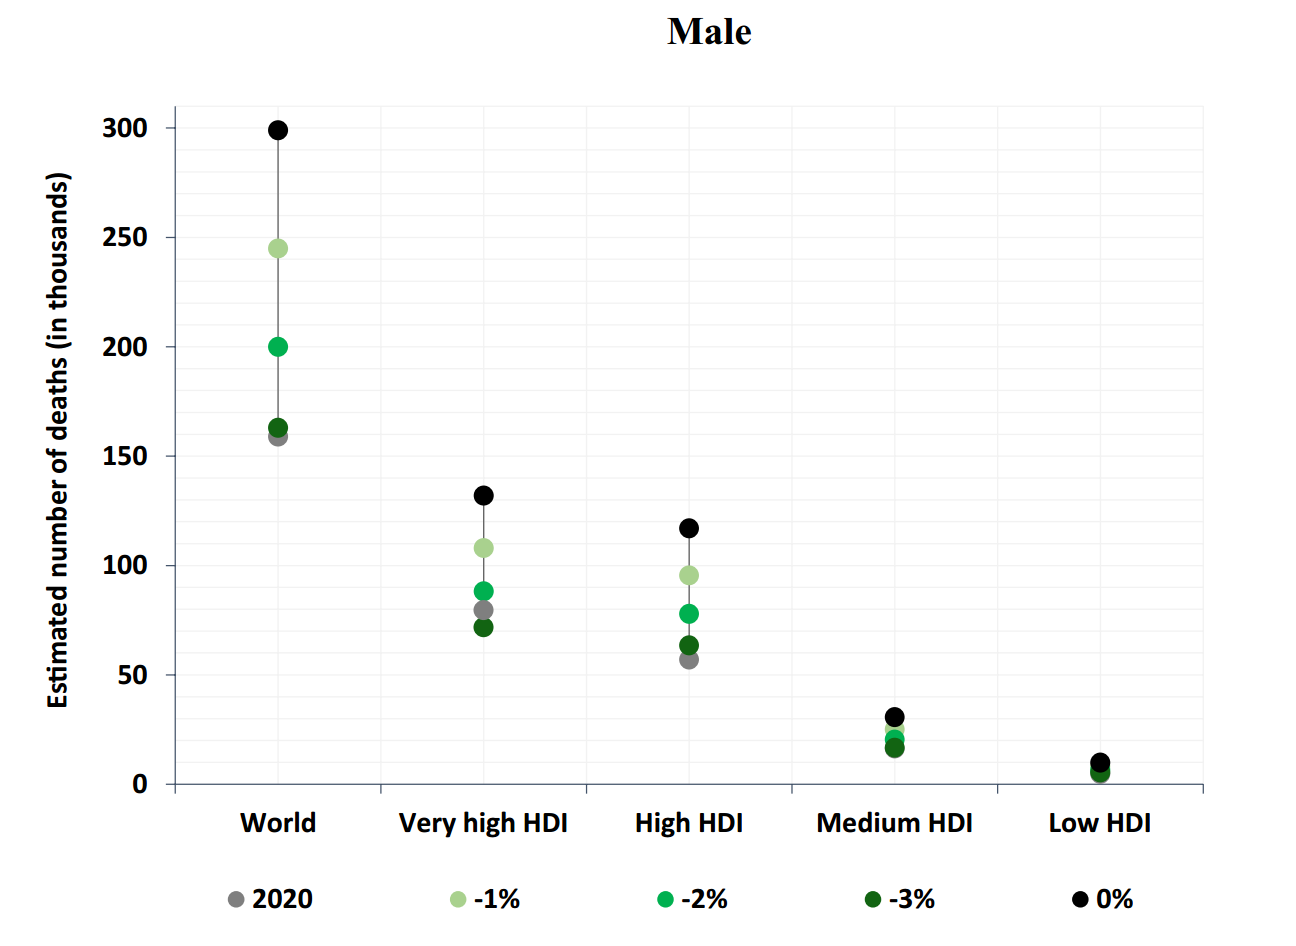 Male
Estimated number of deaths (in thousands)
300
250
200
150
100
50
0
World Very high HDI High HDI Medium HDI Low HDI
2020 -1% -2% -3% 0%